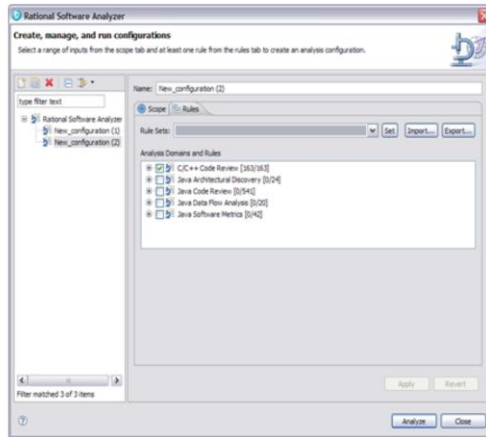 Rational Software Analyzer
Create, manage, and run configurations
Select a range of inputs from the scope tab and at least one rule from the rules tab to create an analysis configuration.
type filter text
Rational Software Analyzer
New_configuration (1)
New_configuration (2)
Filter matched 3 of 3 items
Name: New_configuration (2)
Scope Rules
Rule Sets: Set Import... Export...
Analysis Domains and Rules
C/C++ Code Review [163/163]
Java Architectural Discovery [0/24]
Java Code Review [0/541]
Java Data Flow Analysis [0/20]
Java Software Metrics [0/42]
Apply Revert
Analyze Close